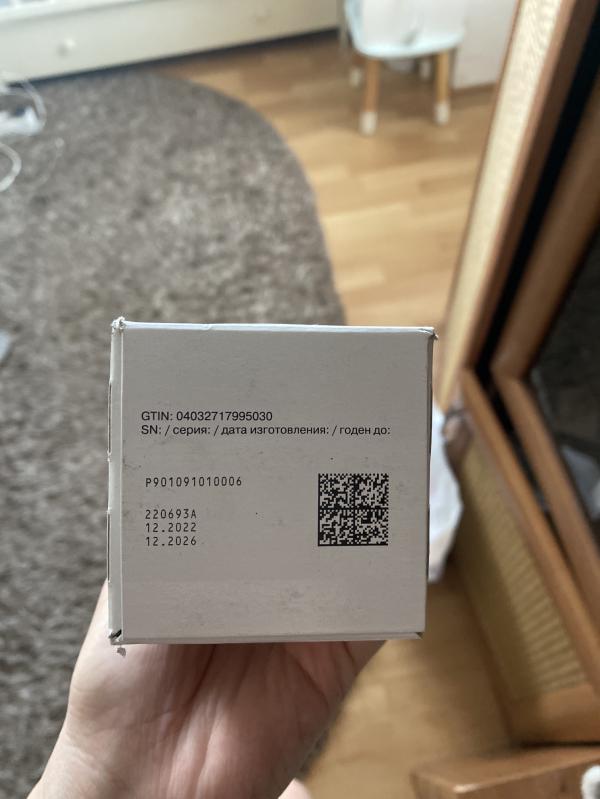 GTIN: 04032717995030
SN: / серия: / дата изготовления: / годен до:
P901091010006
220693A
12.2022
12.2026